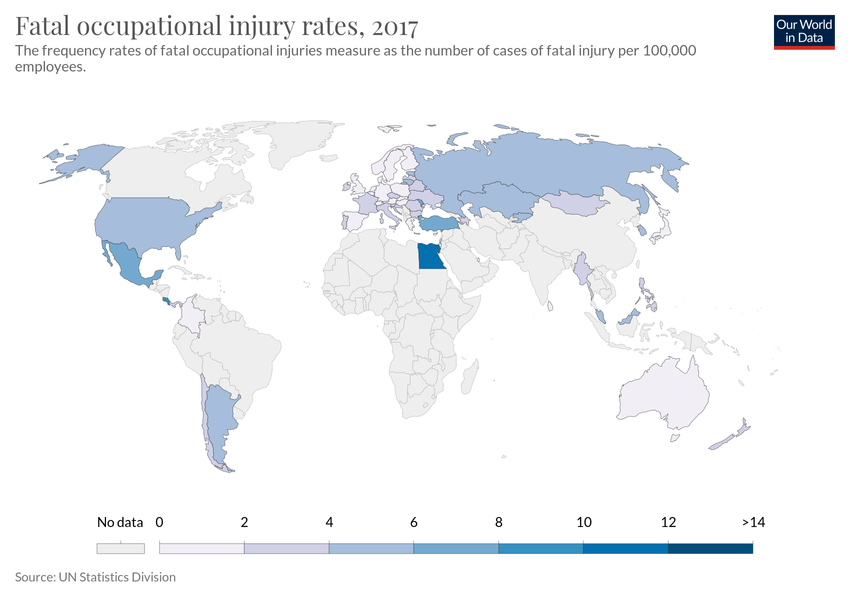 Fatal occupational injury rates, 2017
Our World
in Data
The frequency rates of fatal occupational injuries measure as the number of cases of fatal injury per 100,000
employees.
No data 0 2 4 6 8 10 12 >14
Source: UN Statistics Division